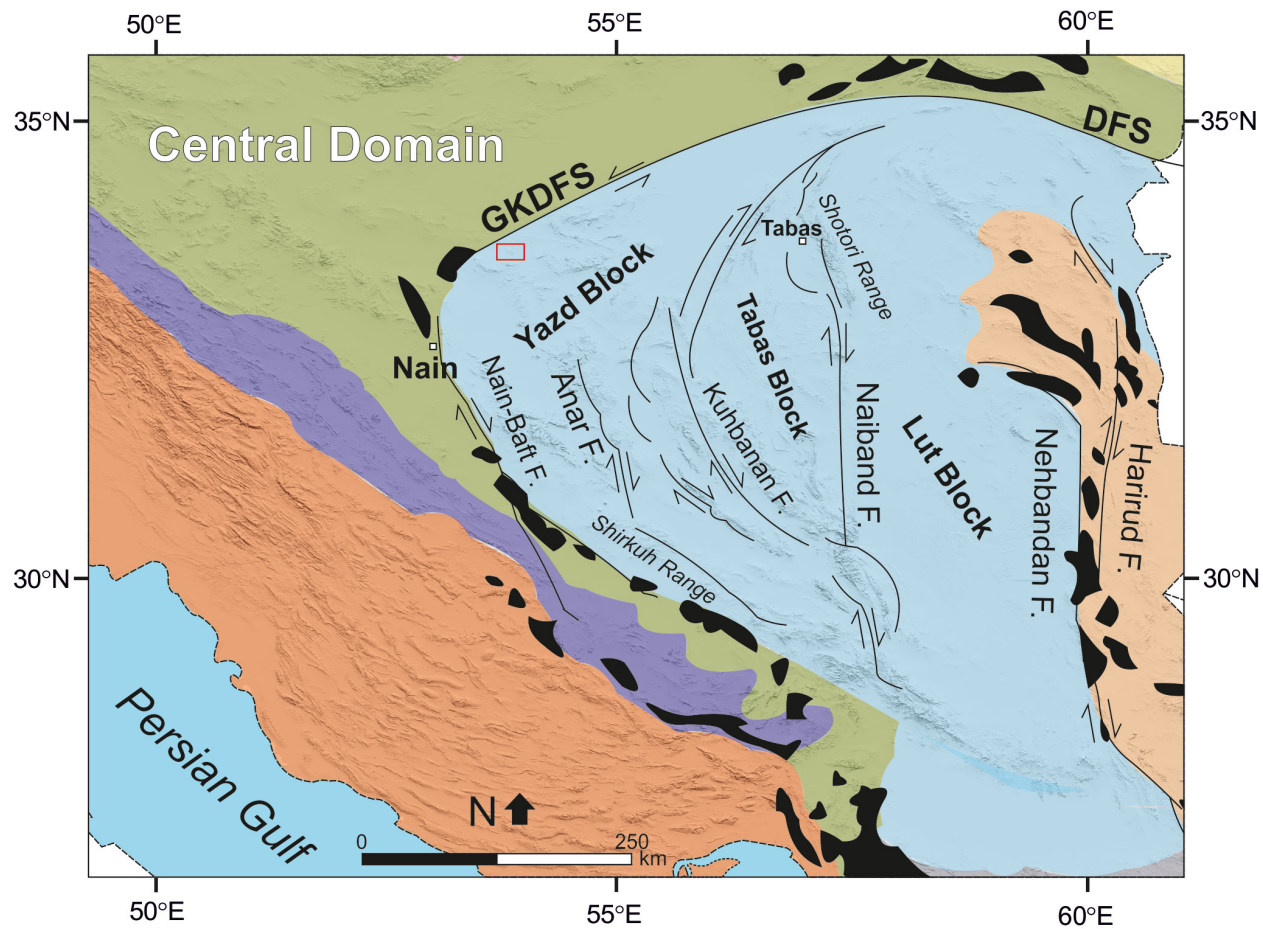 50°E
55°E
60°E
35°N
35°N
Central Domain
DFS
GKDFS
Shotori Range
Tabas
Yazd Block
Tabas Block
Nain
Nain-Baft F.
Anar F.
Kuhbanan F.
Naiband F.
Lut Block
Nehbandan F.
Harirud F.
Shirkuh Range
30°N
30°N
Persian Gulf
N
0
250
km
50°E
55°E
60°E